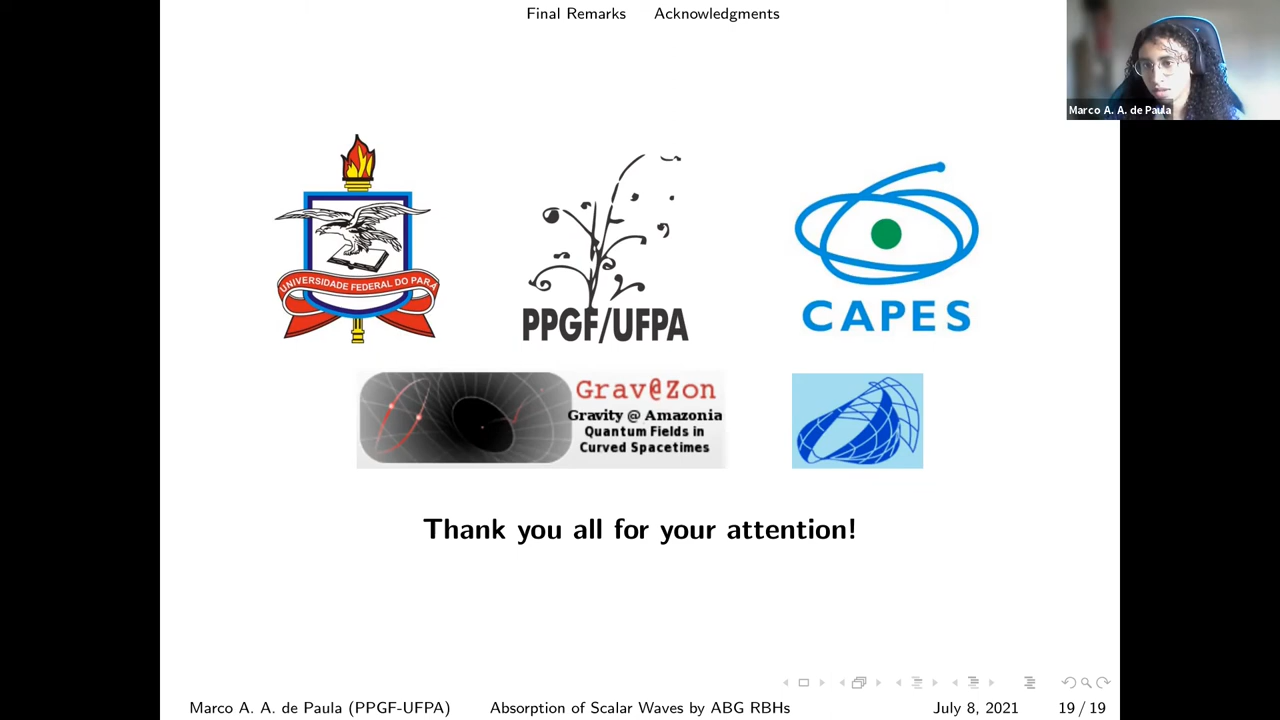 Final Remarks Acknowledgments
Marco A. A. de Paula
UNIVERSIDADE FEDERAL DO PARÁ
PPGF/UFPA
CAPES
Grav@Zon
Gravity @ Amazonia
Quantum Fields in
Curved Spacetimes
Thank you all for your attention!
Marco A. A. de Paula (PPGF-UFPA) Absorption of Scalar Waves by ABG RBHs July 8, 2021 19 / 19